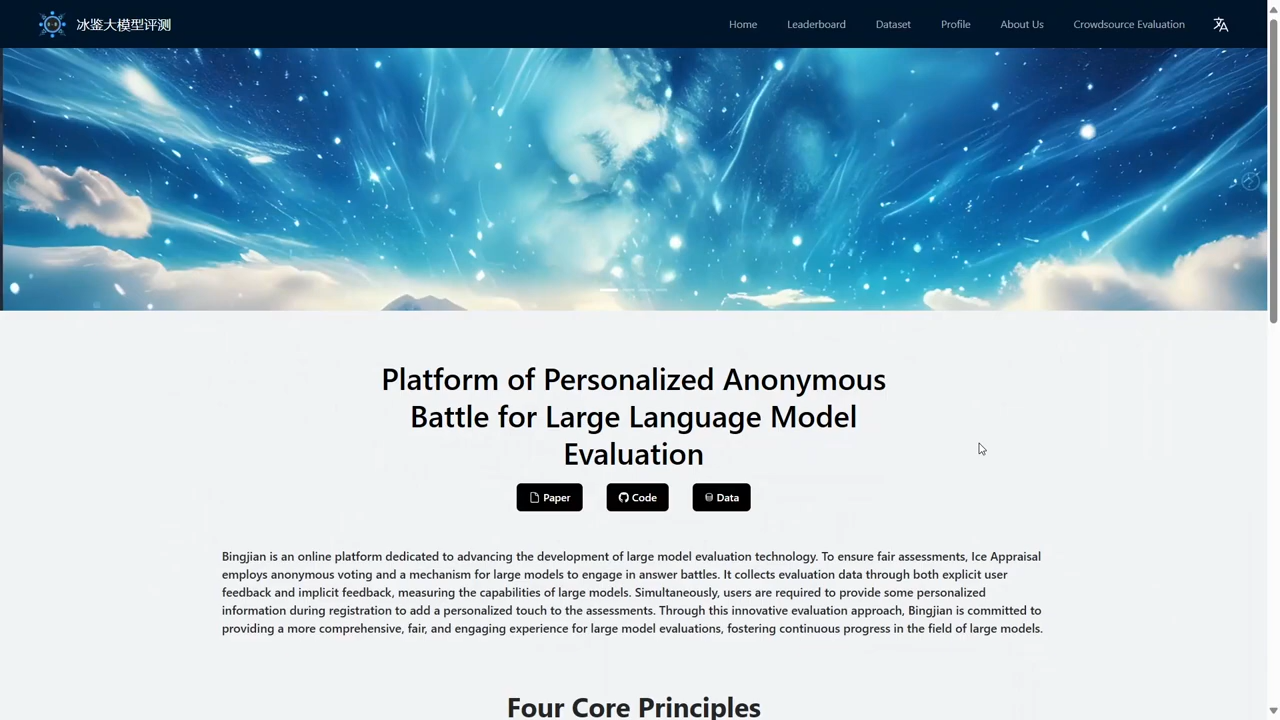 冰鉴大模型评测
Home
Leaderboard
Dataset
Profile
About Us
Crowdsource Evaluation
Platform of Personalized Anonymous
Battle for Large Language Model
Evaluation
Paper
Code
Data
Bingjian is an online platform dedicated to advancing the development of large model evaluation technology. To ensure fair assessments, Ice Appraisal
employs anonymous voting and a mechanism for large models to engage in answer battles. It collects evaluation data through both explicit user
feedback and implicit feedback, measuring the capabilities of large models. Simultaneously, users are required to provide some personalized
information during registration to add a personalized touch to the assessments. Through this innovative evaluation approach, Bingjian is committed to
providing a more comprehensive, fair, and engaging experience for large model evaluations, fostering continuous progress in the field of large models.
Four Core Principles